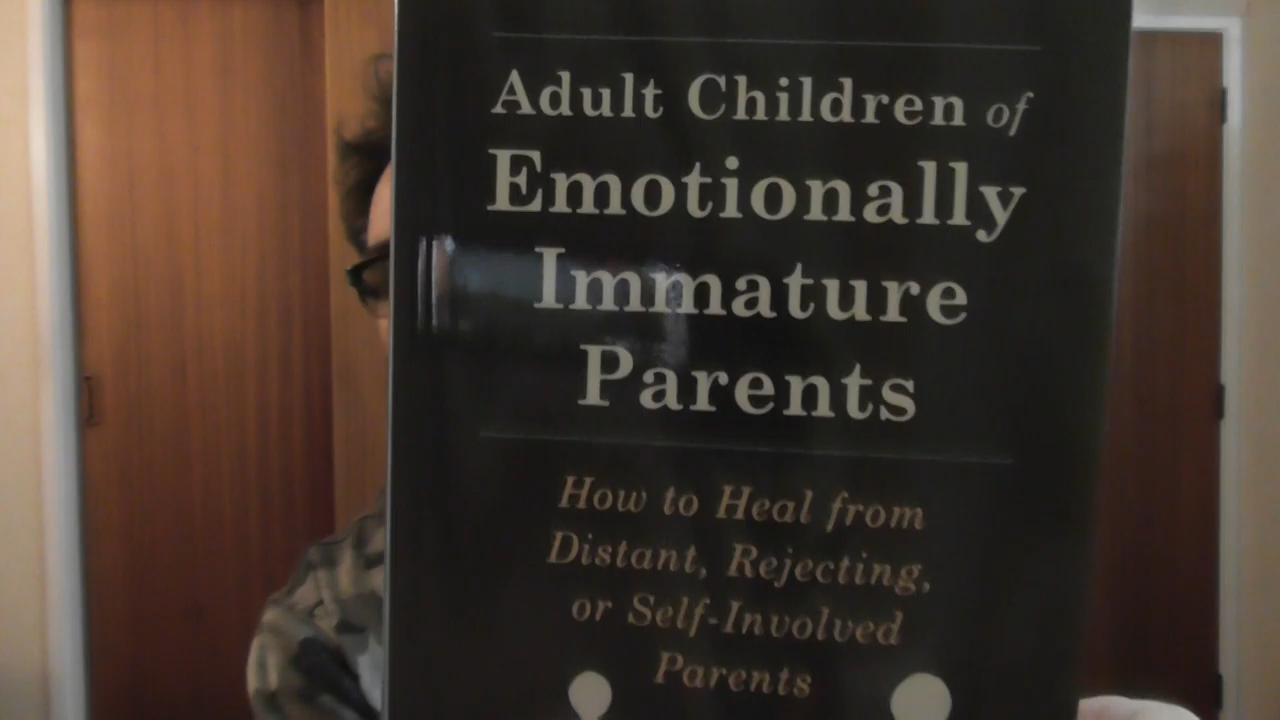 Adult Children of
Emotionally
Immature
Parents
How to Heal from
Distant, Rejecting,
or Self-Involved
Parents